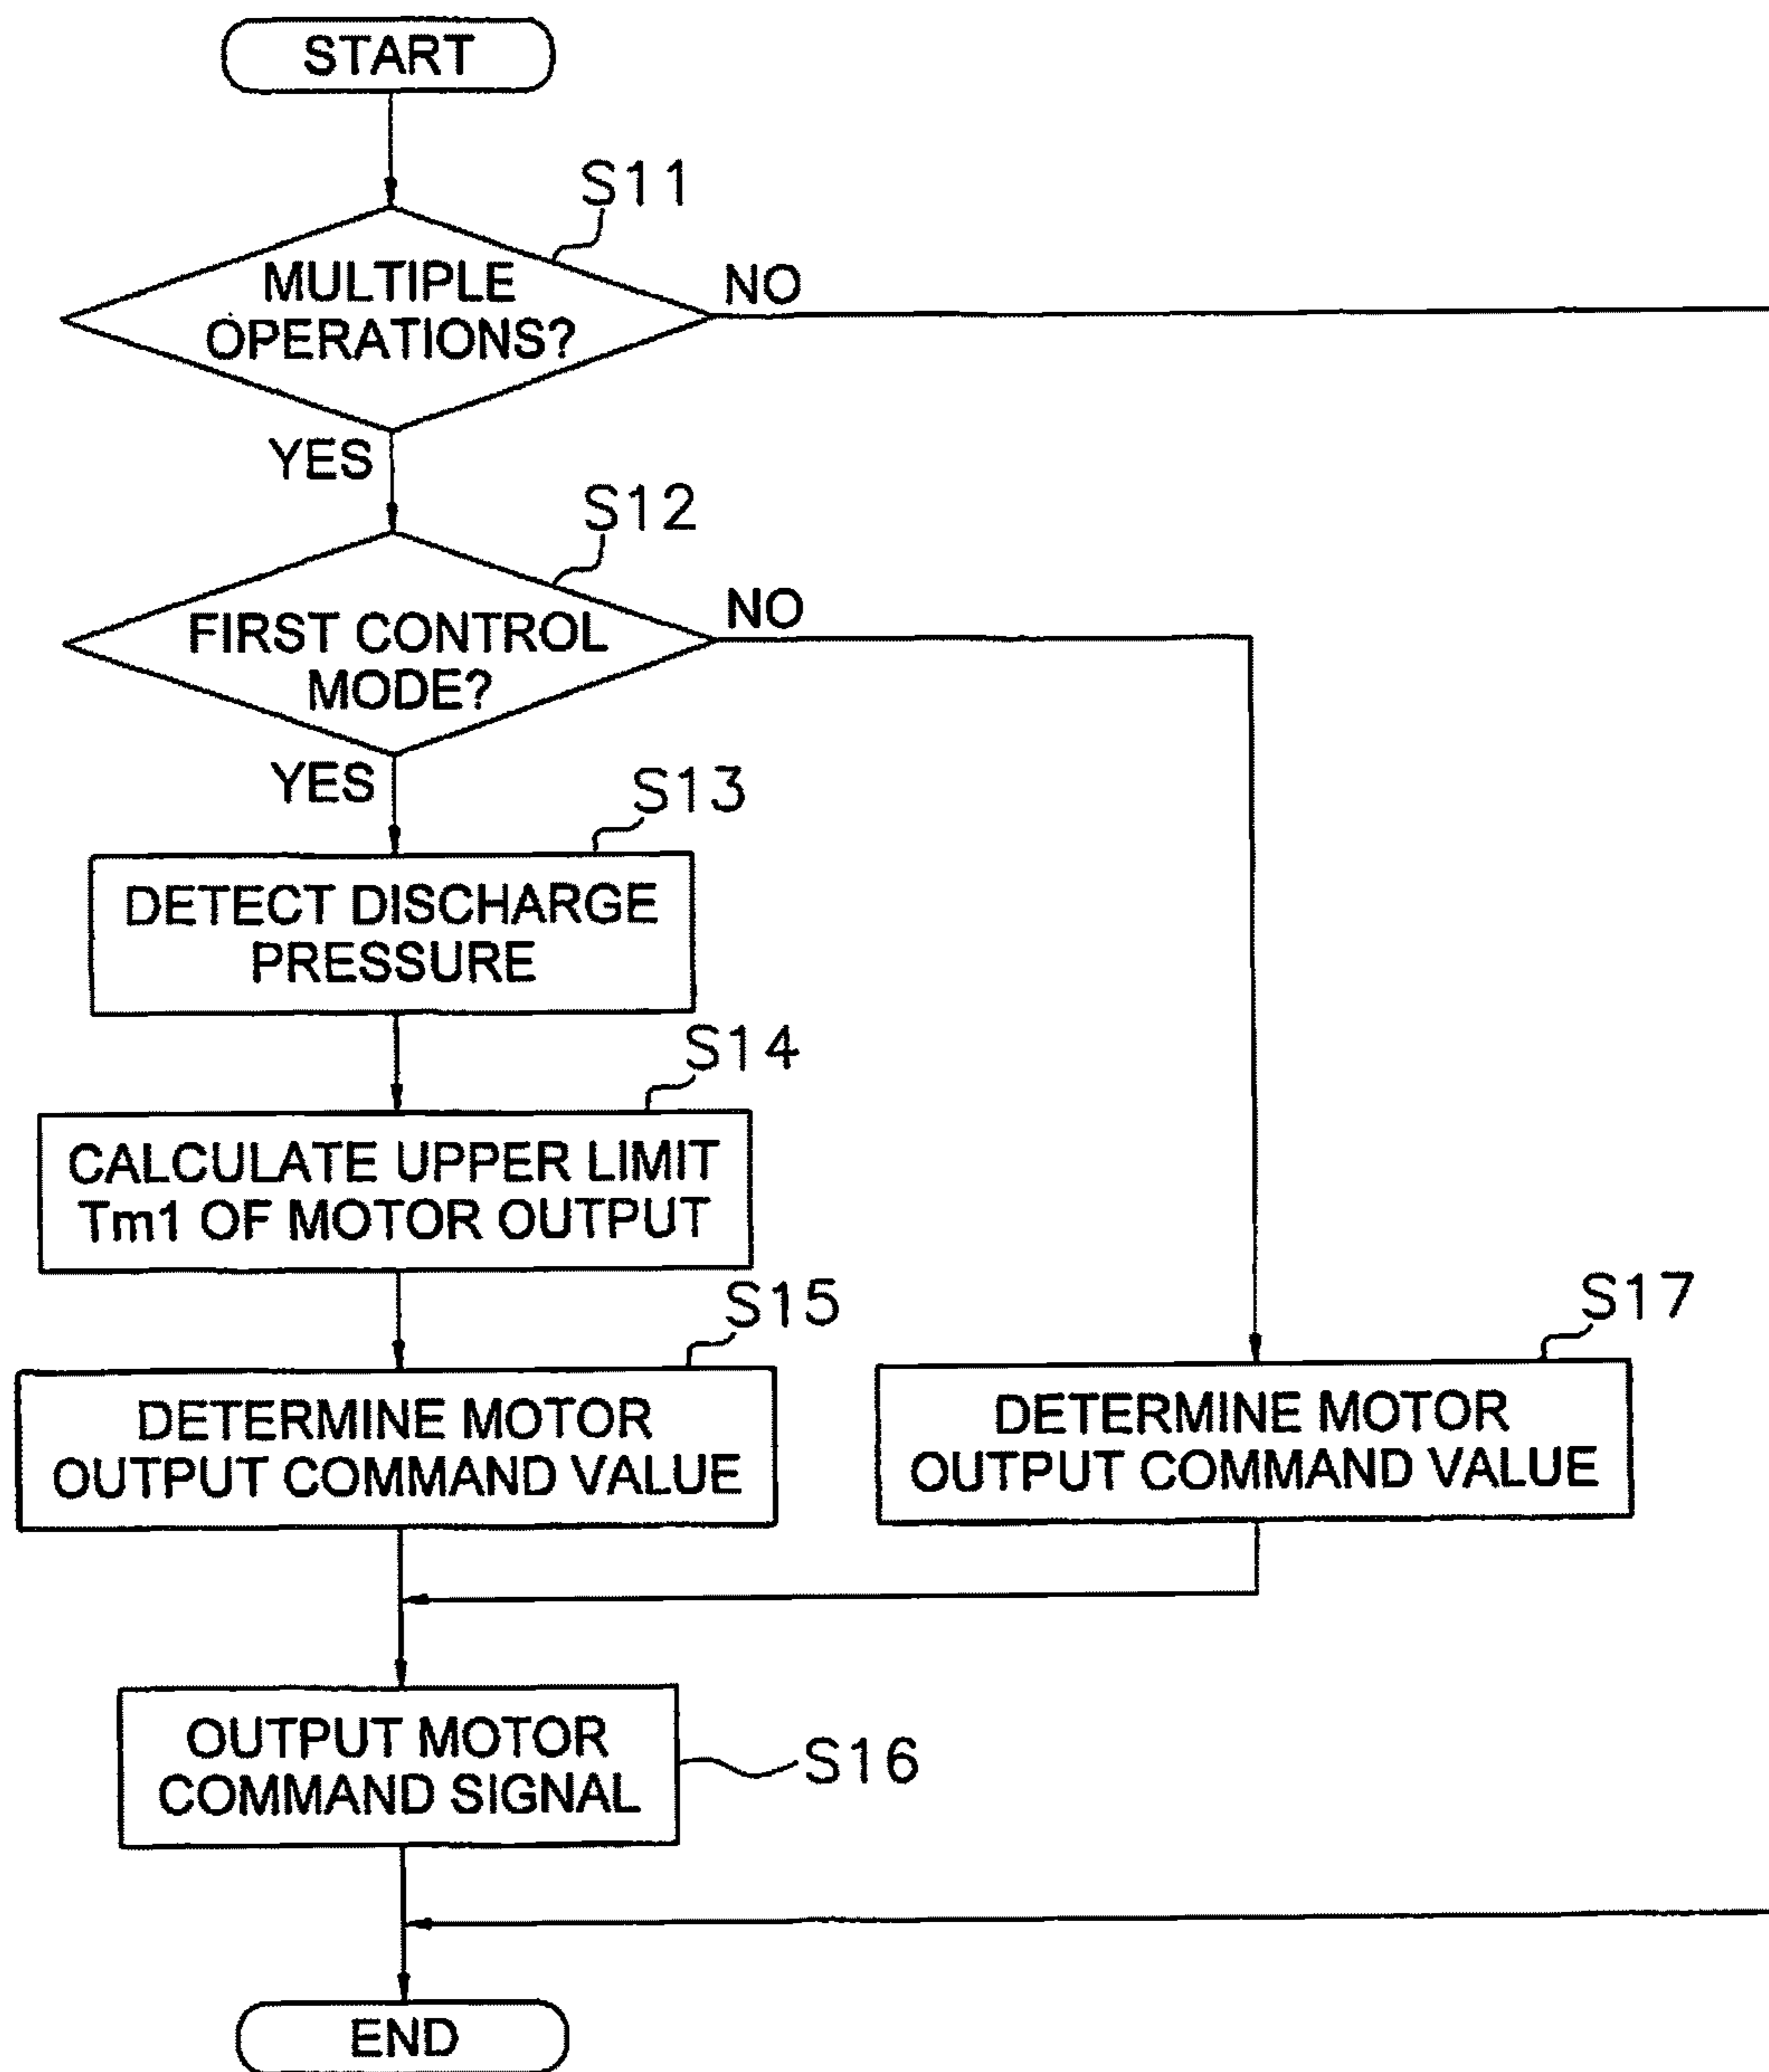 START
S11
MULTIPLE
OPERATIONS?
NO
YES
S12
FIRST CONTROL
MODE?
NO
YES
S13
DETECT DISCHARGE
PRESSURE
S14
CALCULATE UPPER LIMIT
Tm1 OF MOTOR OUTPUT
S15
DETERMINE MOTOR
OUTPUT COMMAND VALUE
S17
DETERMINE MOTOR
OUTPUT COMMAND VALUE
OUTPUT MOTOR
COMMAND SIGNAL
S16
END